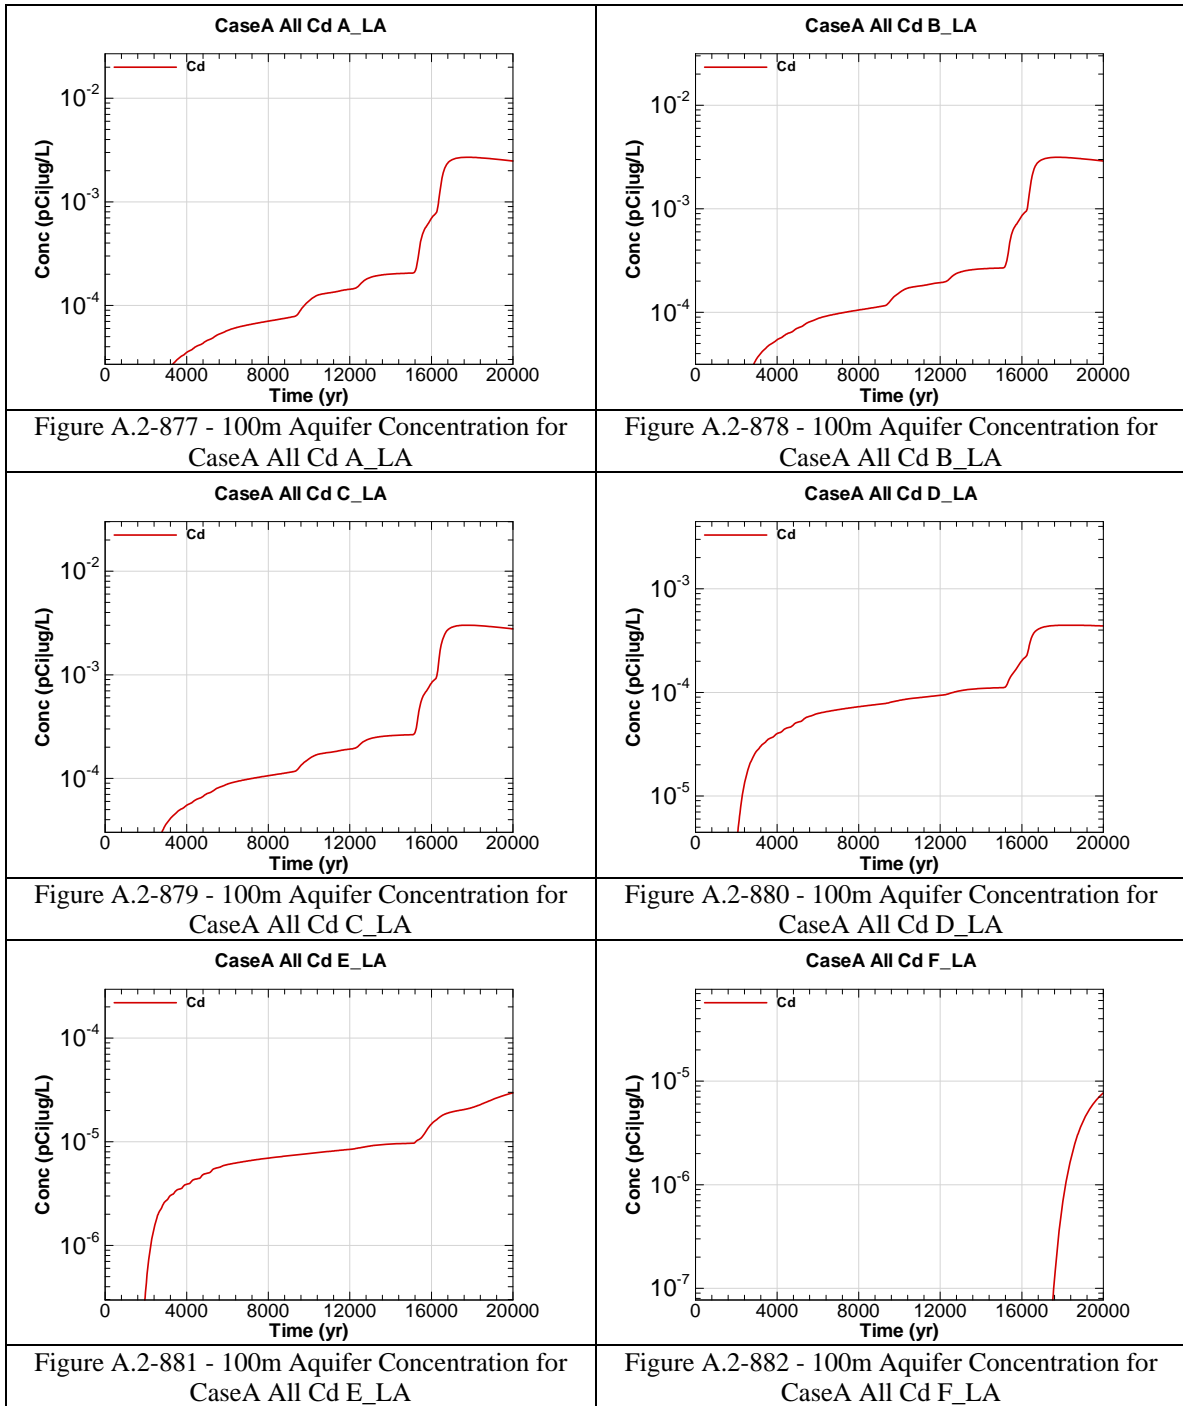 CaseA All Cd A_LA
Cd
10-2
10-3
10-4
Conc (pCi|ug/L)
0 4000 8000 12000 16000 20000
Time (yr)
Figure A.2-877 - 100m Aquifer Concentration for
CaseA All Cd A_LA
CaseA All Cd B_LA
Cd
10-2
10-3
10-4
Conc (pCi|ug/L)
0 4000 8000 12000 16000 20000
Time (yr)
Figure A.2-878 - 100m Aquifer Concentration for
CaseA All Cd B_LA
CaseA All Cd C_LA
Cd
10-2
10-3
10-4
Conc (pCi|ug/L)
0 4000 8000 12000 16000 20000
Time (yr)
Figure A.2-879 - 100m Aquifer Concentration for
CaseA All Cd C_LA
CaseA All Cd D_LA
Cd
10-3
10-4
10-5
Conc (pCi|ug/L)
0 4000 8000 12000 16000 20000
Time (yr)
Figure A.2-880 - 100m Aquifer Concentration for
CaseA All Cd D_LA
CaseA All Cd E_LA
Cd
10-4
10-5
10-6
Conc (pCi|ug/L)
0 4000 8000 12000 16000 20000
Time (yr)
Figure A.2-881 - 100m Aquifer Concentration for
CaseA All Cd E_LA
CaseA All Cd F_LA
Cd
10-5
10-6
10-7
Conc (pCi|ug/L)
0 4000 8000 12000 16000 20000
Time (yr)
Figure A.2-882 - 100m Aquifer Concentration for
CaseA All Cd F_LA